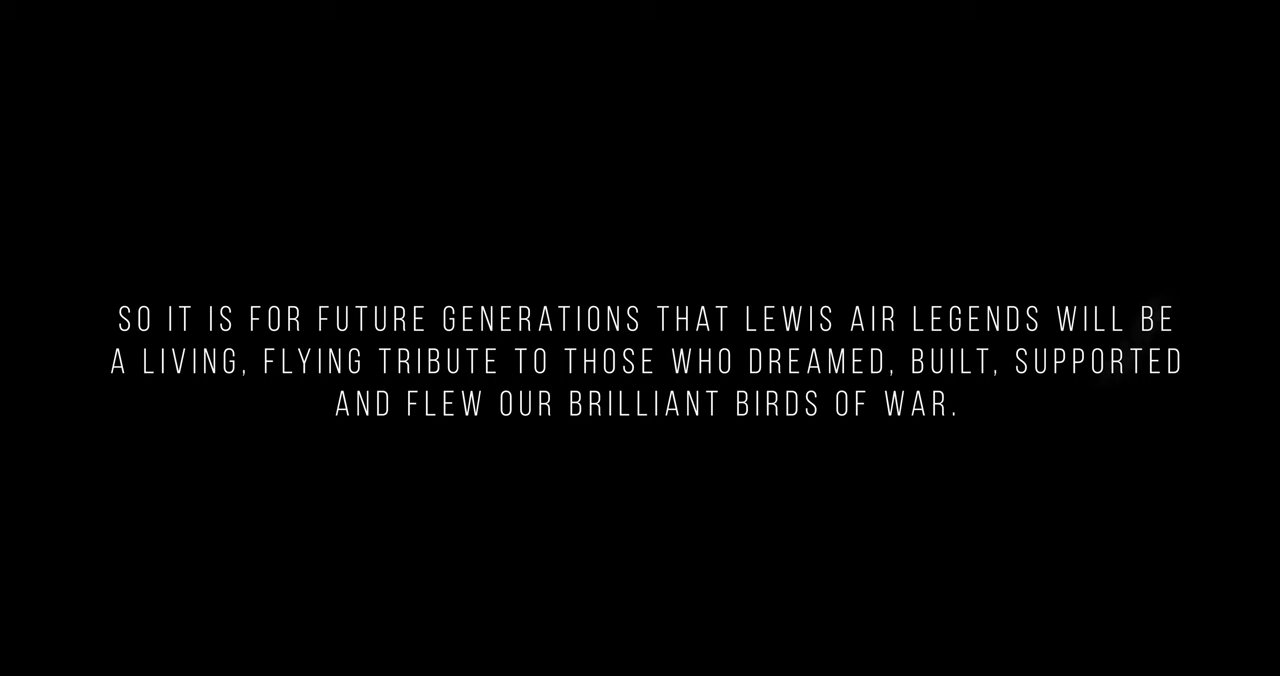 SO IT IS FOR FUTURE GENERATIONS THAT LEWIS AIR LEGENDS WILL BE
A LIVING, FLYING TRIBUTE TO THOSE WHO DREAMED, BUILT, SUPPORTED
AND FLEW OUR BRILLIANT BIRDS OF WAR.